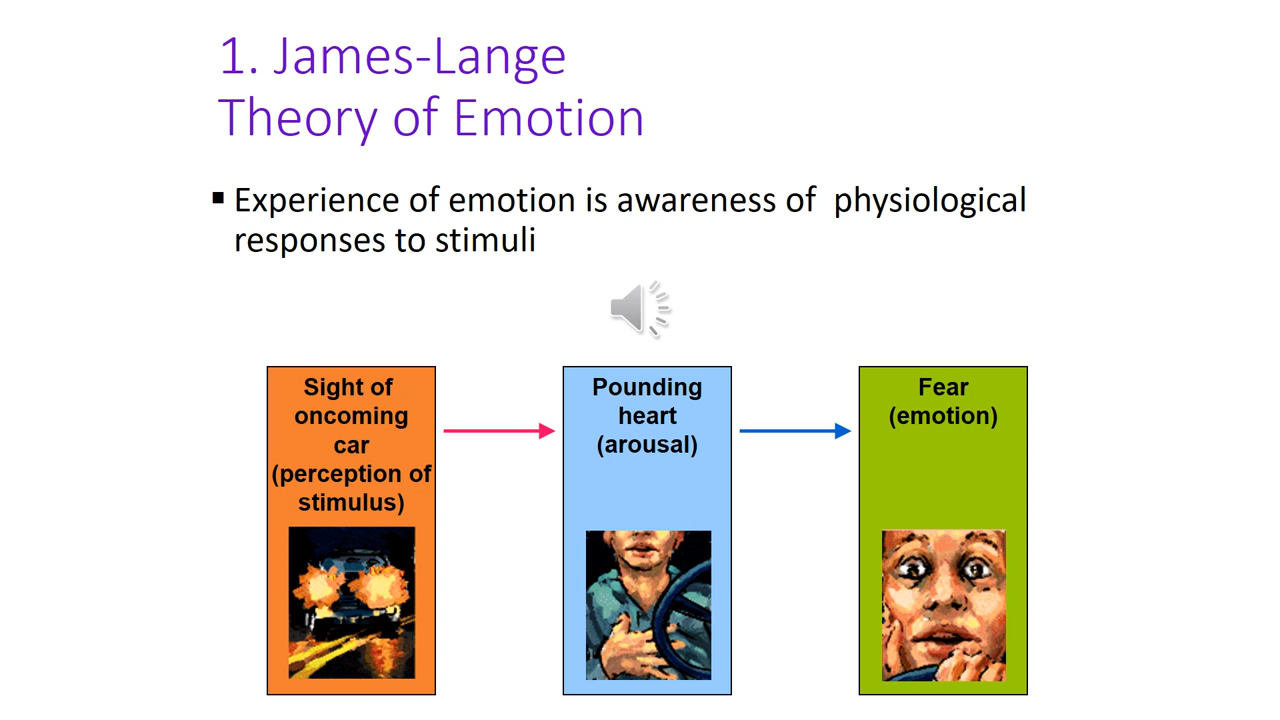 1. James-Lange
Theory of Emotion
▪ Experience of emotion is awareness of  physiological
responses to stimuli
Sight of
oncoming
car
(perception of
stimulus)
Pounding
heart
(arousal)
Fear
(emotion)